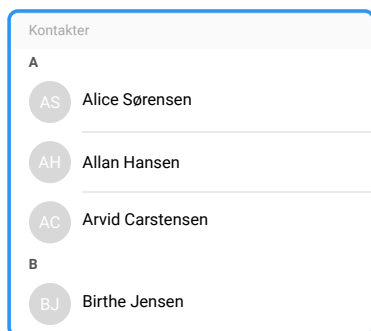 Kontakter
A
AS Alice Sørensen
AH Allan Hansen
AC Arvid Carstensen
B
BJ Birthe Jensen